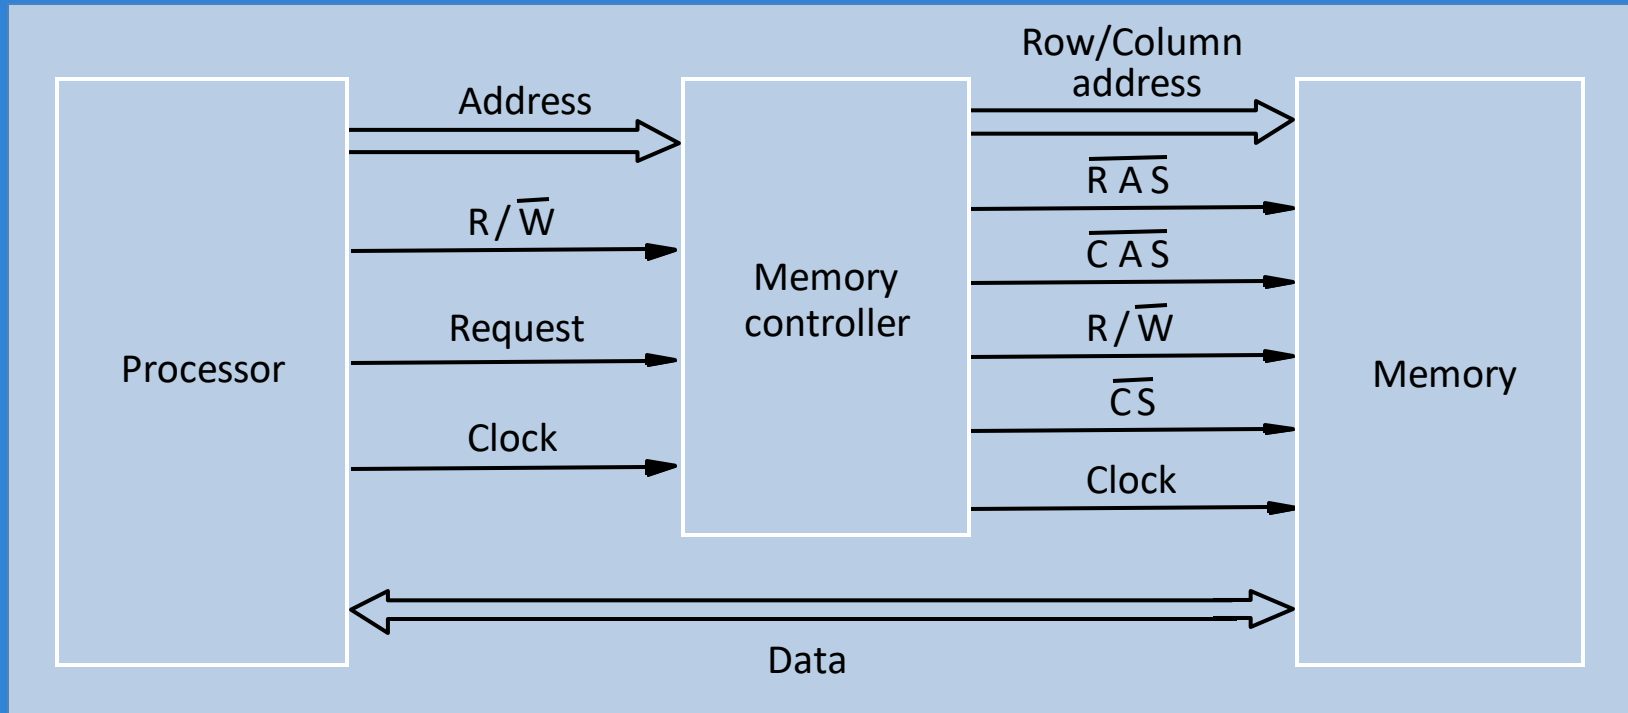 Row/Column
address
Address
R A S
R / W
C A S
Memory
controller
R / W
Request
Processor
Memory
C S
Clock
Clock
Data